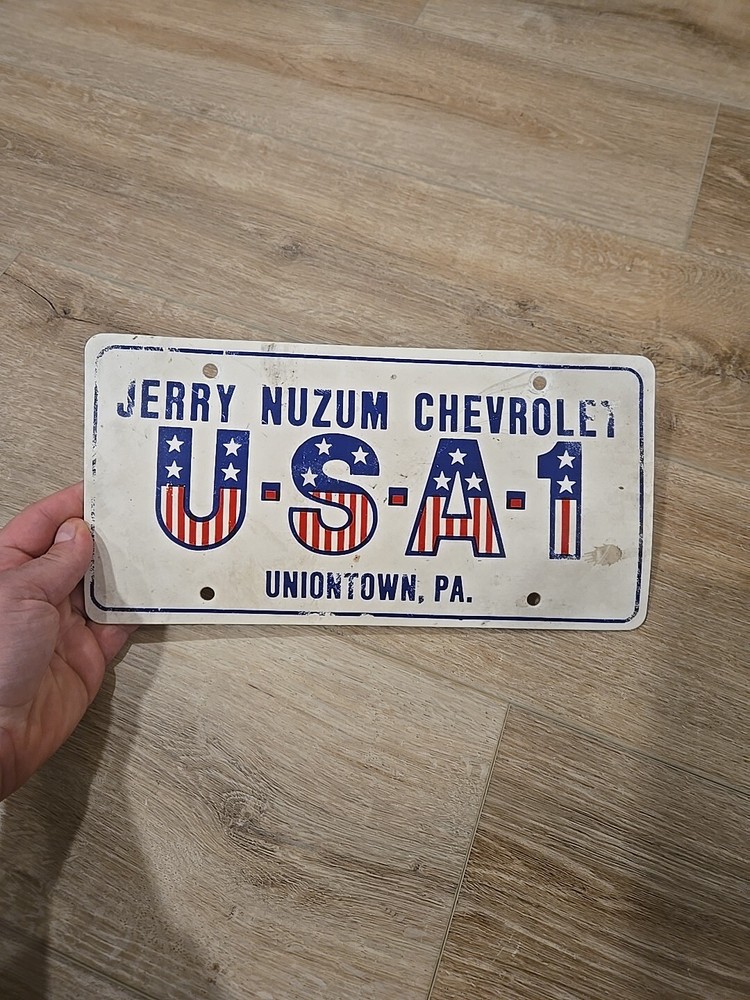 JERRY NUZUM CHEVROLET
U·S·A·1
UNIONTOWN, PA.